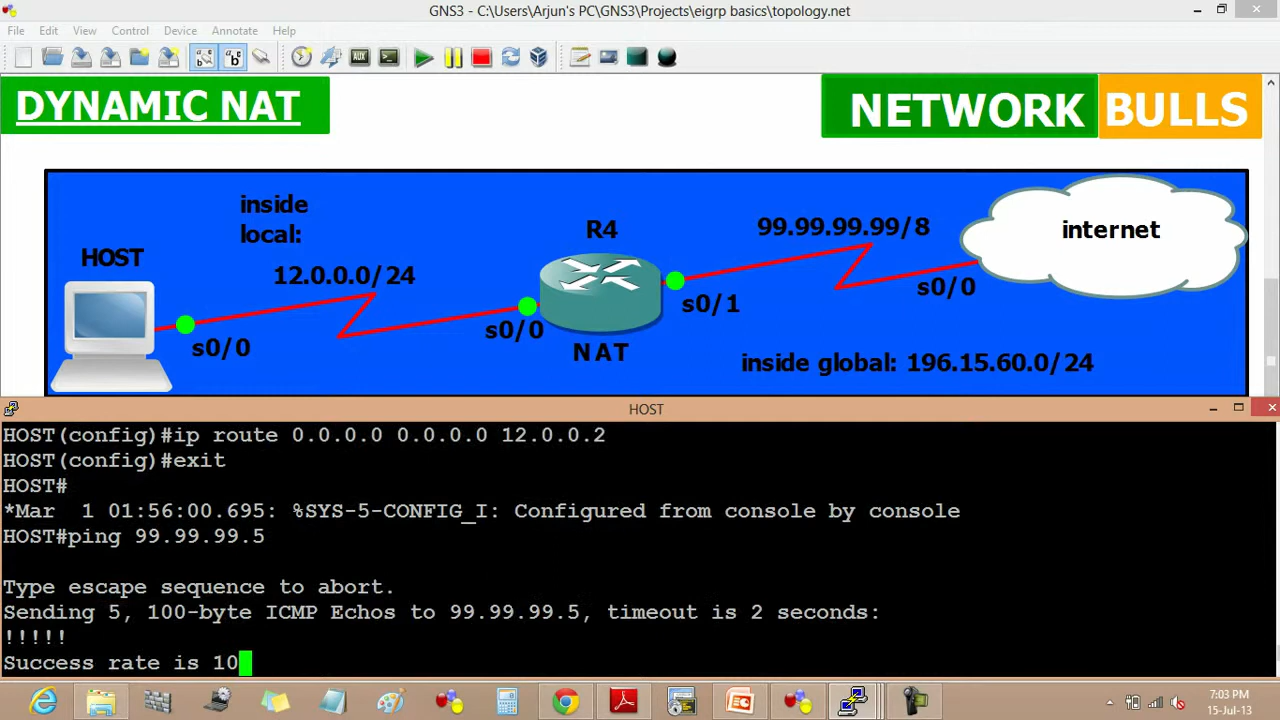 GNS3 - C:\Users\Arjun's PC\GNS3\Projects\eigrp basics\topology.net
File Edit View Control Device Annotate Help
DYNAMIC NAT
NETWORK BULLS
inside
local:
12.0.0.0/24
HOST
s0/0
R4
s0/0
NAT
s0/1
99.99.99.99/8
internet
s0/0
inside global: 196.15.60.0/24
HOST
HOST(config)#ip route 0.0.0.0 0.0.0.0 12.0.0.2
HOST(config)#exit
HOST#
*Mar  1 01:56:00.695: %SYS-5-CONFIG_I: Configured from console by console
HOST#ping 99.99.99.5
Type escape sequence to abort.
Sending 5, 100-byte ICMP Echos to 99.99.99.5, timeout is 2 seconds:
!!!!!
Success rate is 10
7:03 PM
15-Jul-13